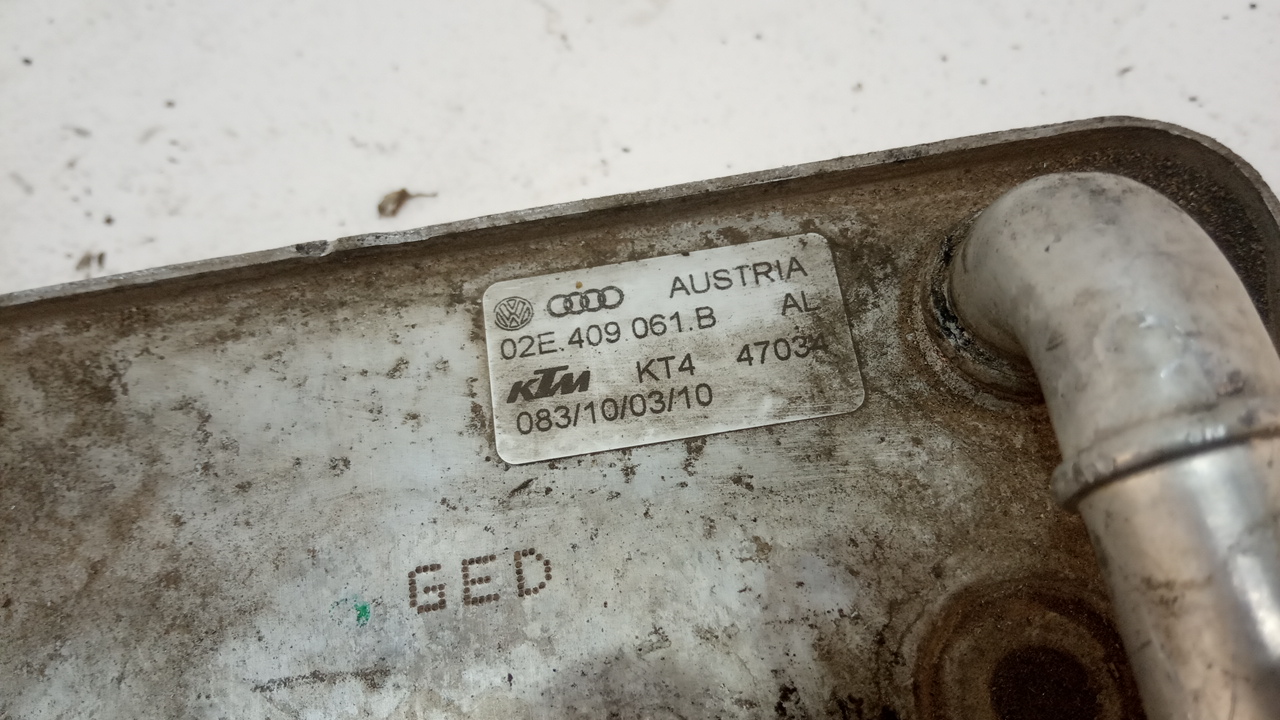 AUSTRIA
02E.409 061.B AL
KTM KT4 47034
083/10/03/10
GED